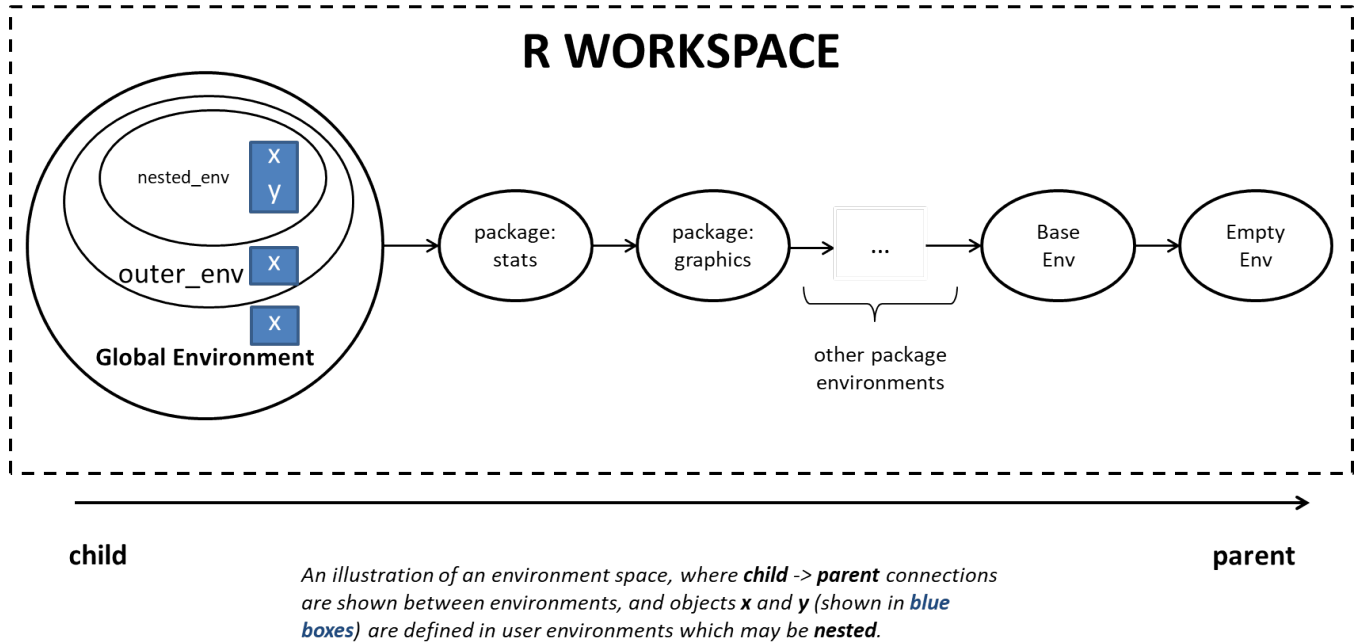 R WORKSPACE
x
nested_env
y
outer_env
x
x
Global Environment
package:
stats
package:
graphics
...
Base
Env
Empty
Env
other package
environments
child
parent
An illustration of an environment space, where child -> parent connections
are shown between environments, and objects x and y (shown in blue
boxes) are defined in user environments which may be nested.